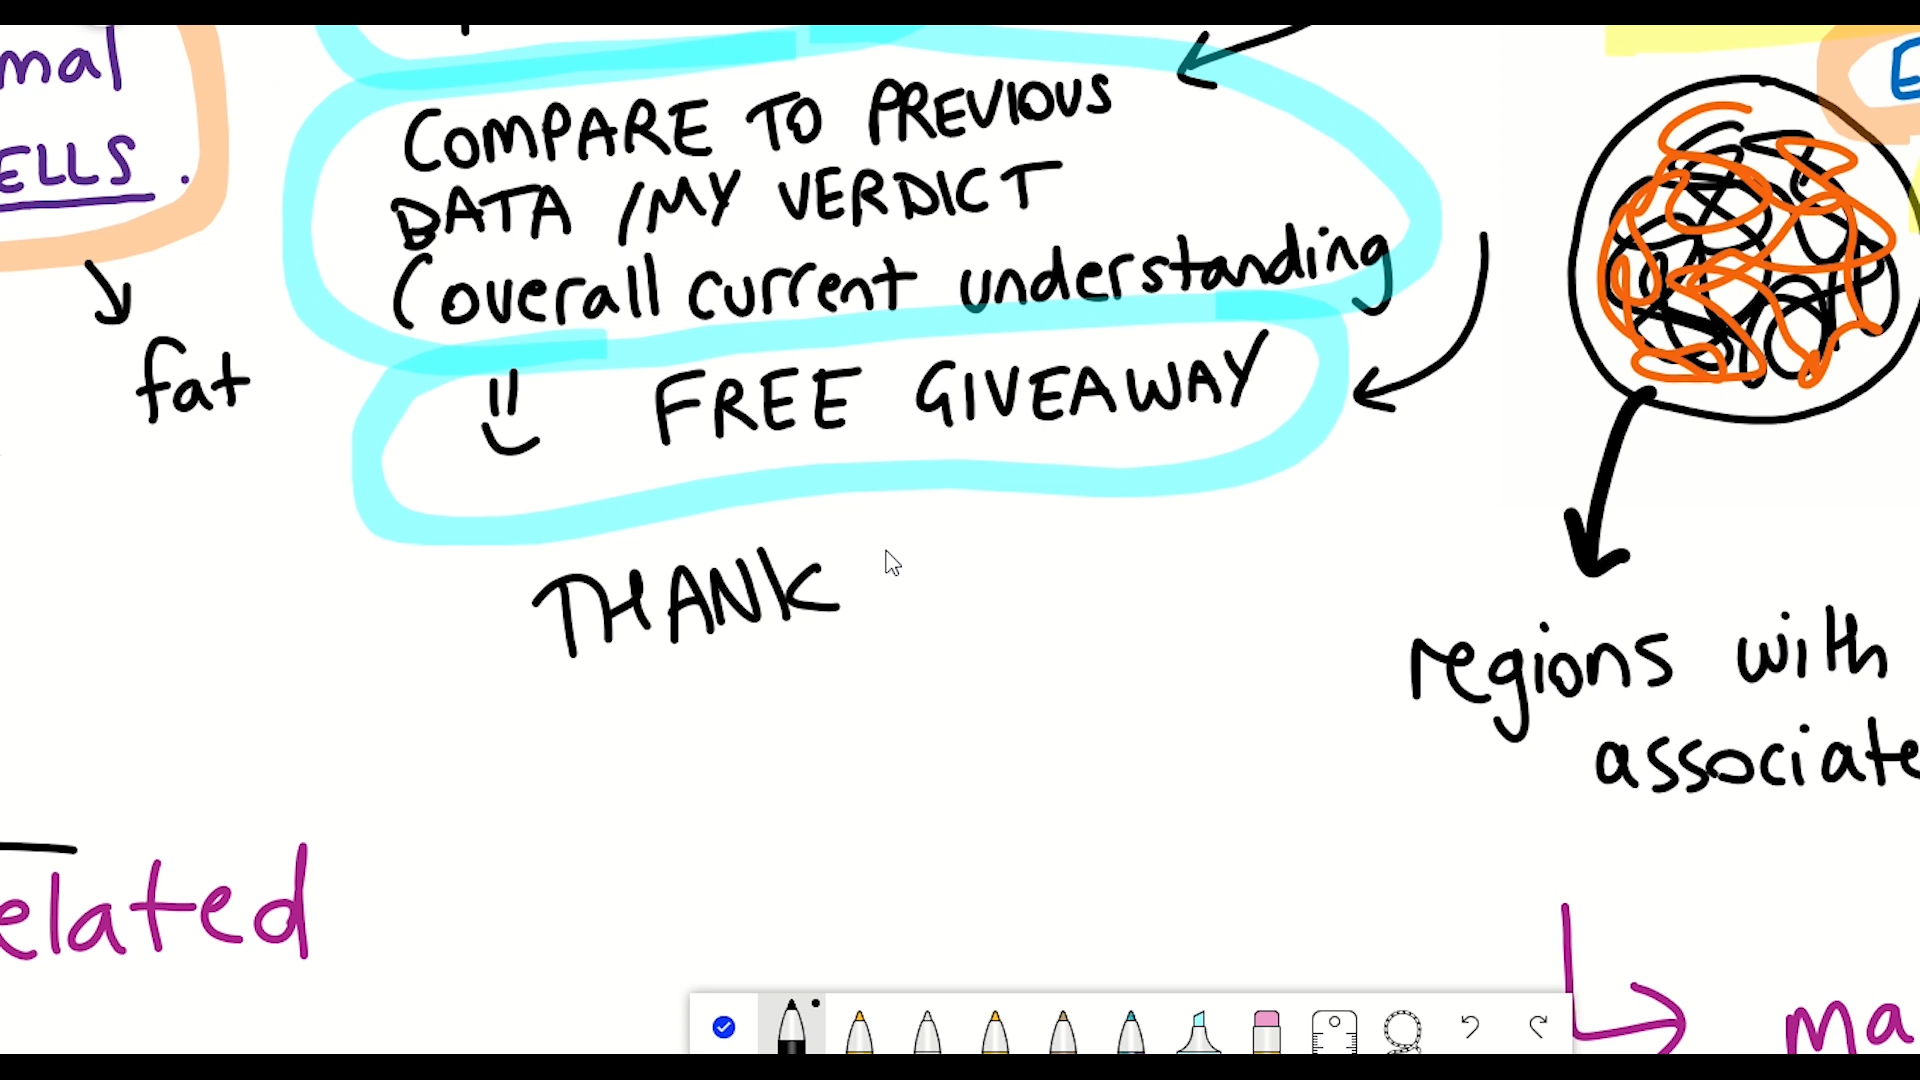 mal
ELLS.
fat
COMPARE TO PREVIOUS
DATA /MY VERDICT
(overall current understanding
FREE GIVEAWAY
THANK
regions with
associate
elated
ma
E